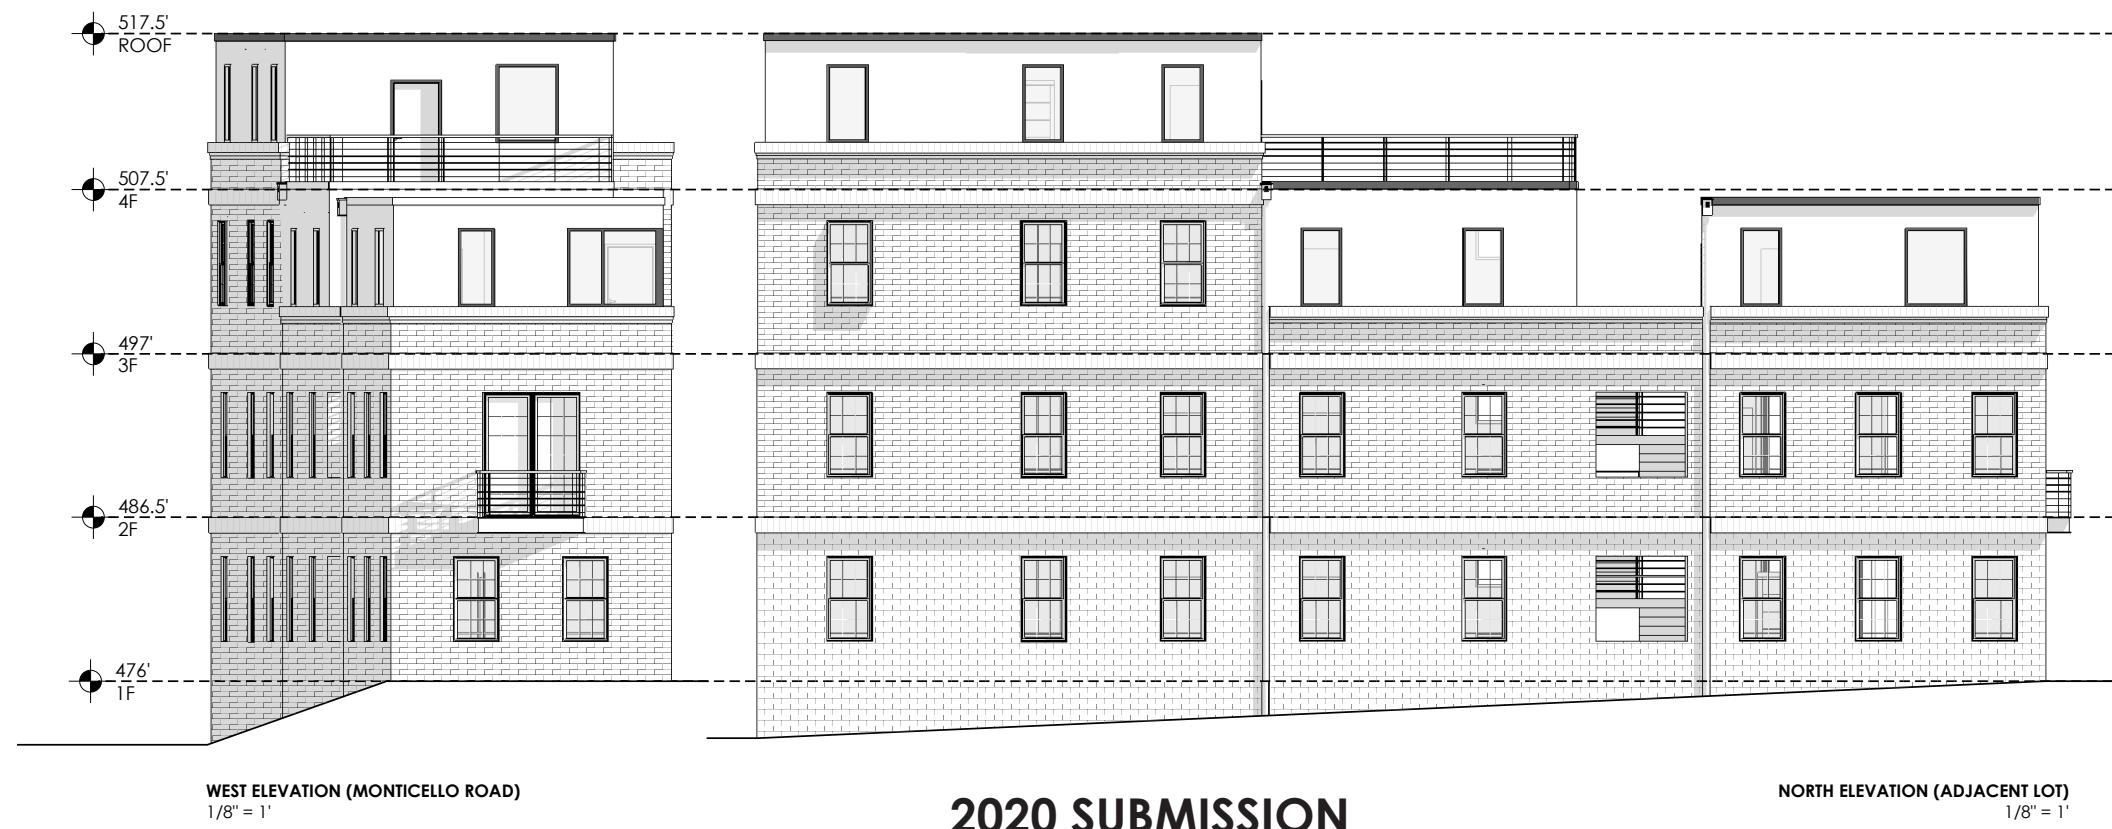 517.5'
ROOF
507.5'
4F
497'
3F
486.5'
2F
476'
1F
WEST ELEVATION (MONTICELLO ROAD)
1/8" = 1'
2020 SUBMISSION
NORTH ELEVATION (ADJACENT LOT)
1/8" = 1'